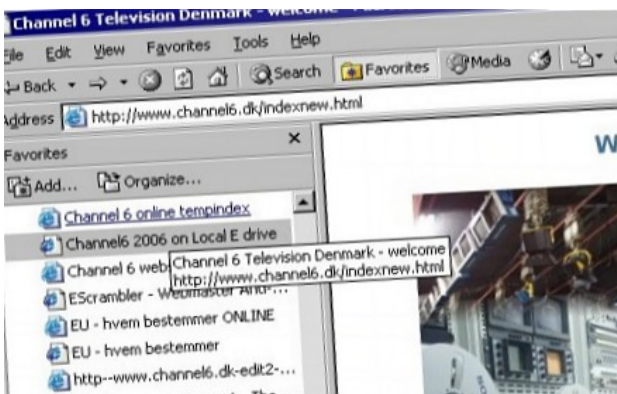 Channel 6 Television Denmark - welcome
File Edit View Favorites Tools Help
Back Search Favorites Media
Address http://www.channel6.dk/indexnew.html
Favorites
Add... Organize...
Channel 6 online tempindex
Channel6 2006 on Local E drive
Channel 6 web
Channel 6 Television Denmark - welcome
http://www.channel6.dk/indexnew.html
EScrambler - Webmaster Anti-...
EU - hvem bestemmer ONLINE
EU - hvem bestemmer
http--www.channel6.dk-edit2-...
W